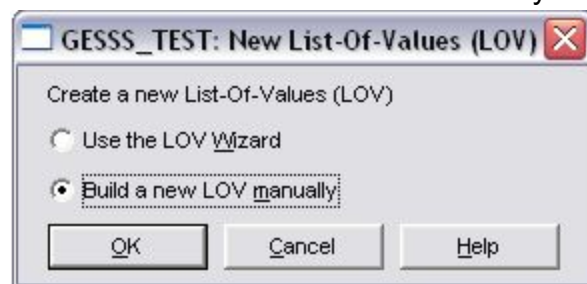 GESSS_TEST: New List-Of-Values (LOV)
Create a new List-Of-Values (LOV)
Use the LOV Wizard
Build a new LOV manually
OK Cancel Help